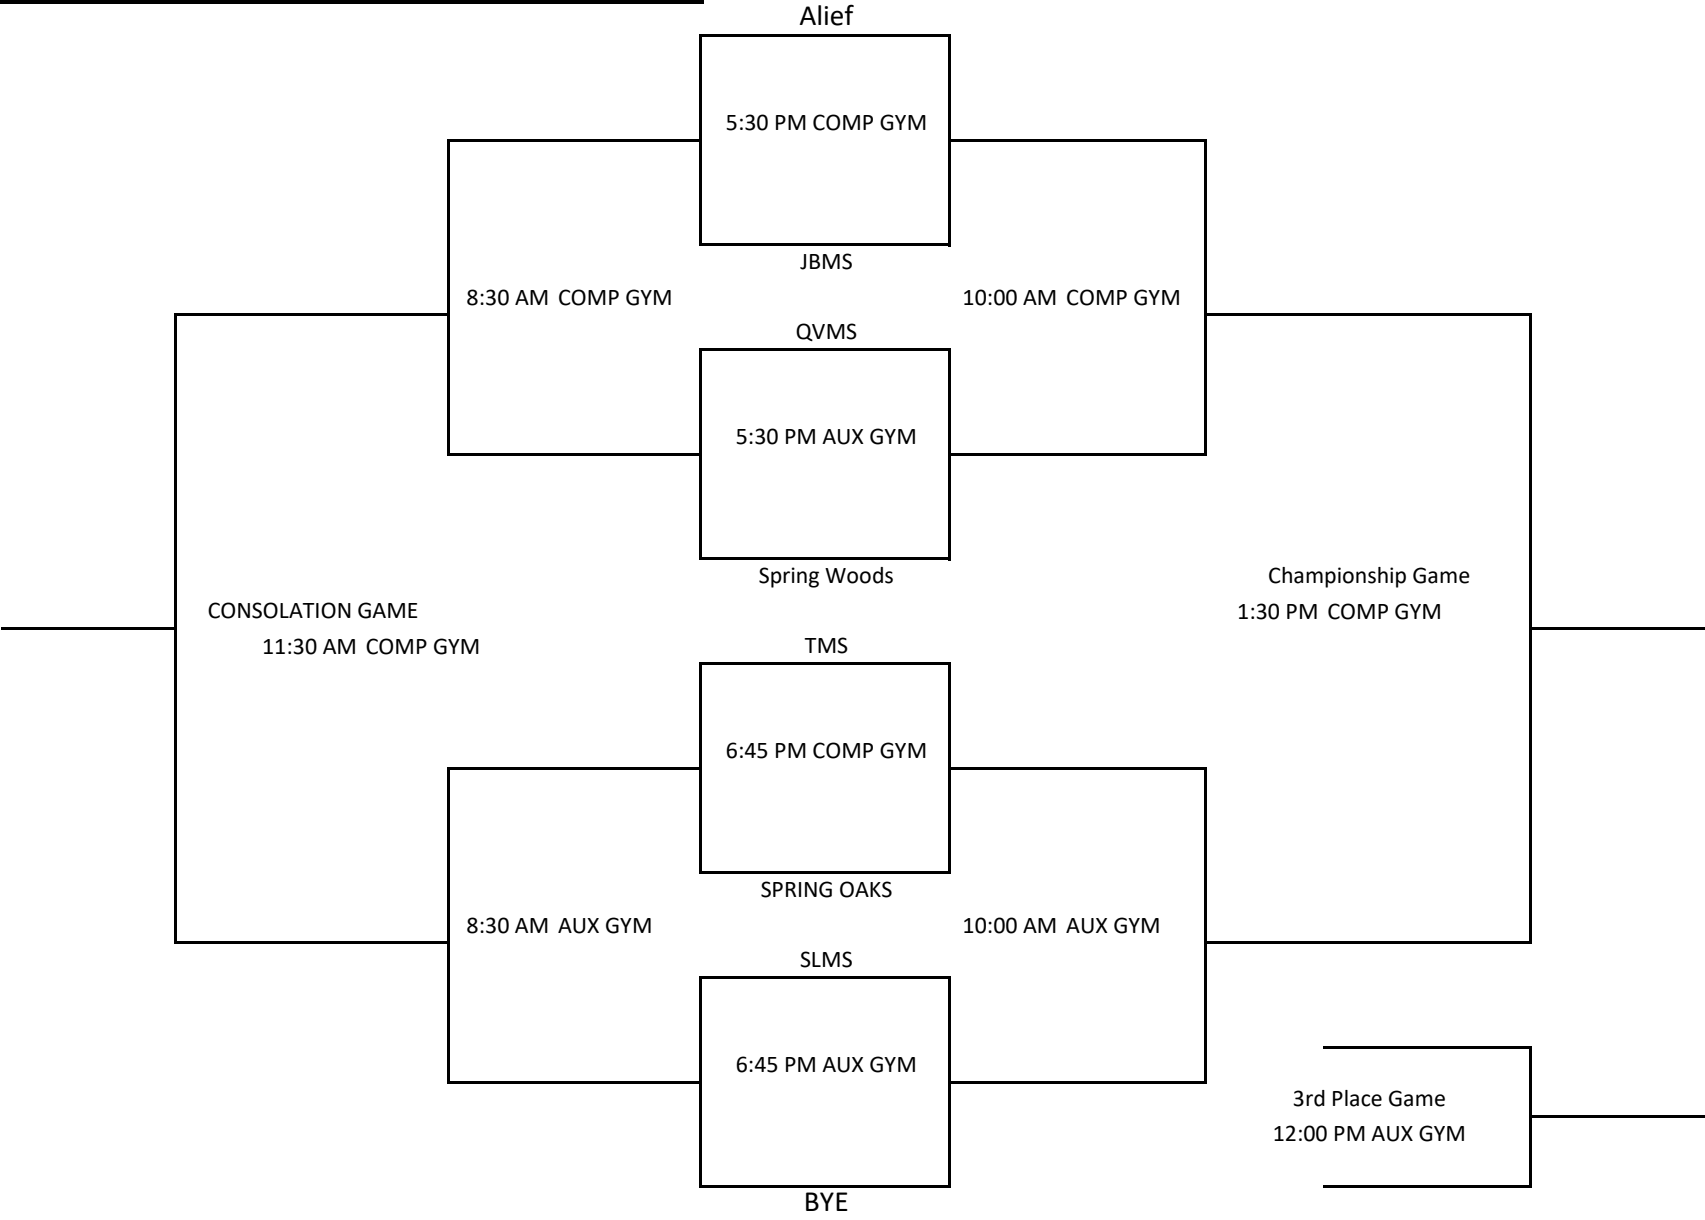 Alief
5:30 PM COMP GYM
JBMS
8:30 AM COMP GYM
10:00 AM COMP GYM
QVMS
5:30 PM AUX GYM
Spring Woods
Championship Game
CONSOLATION GAME
1:30 PM COMP GYM
11:30 AM COMP GYM
TMS
6:45 PM COMP GYM
SPRING OAKS
8:30 AM AUX GYM
10:00 AM AUX GYM
SLMS
6:45 PM AUX GYM
3rd Place Game
12:00 PM AUX GYM
BYE